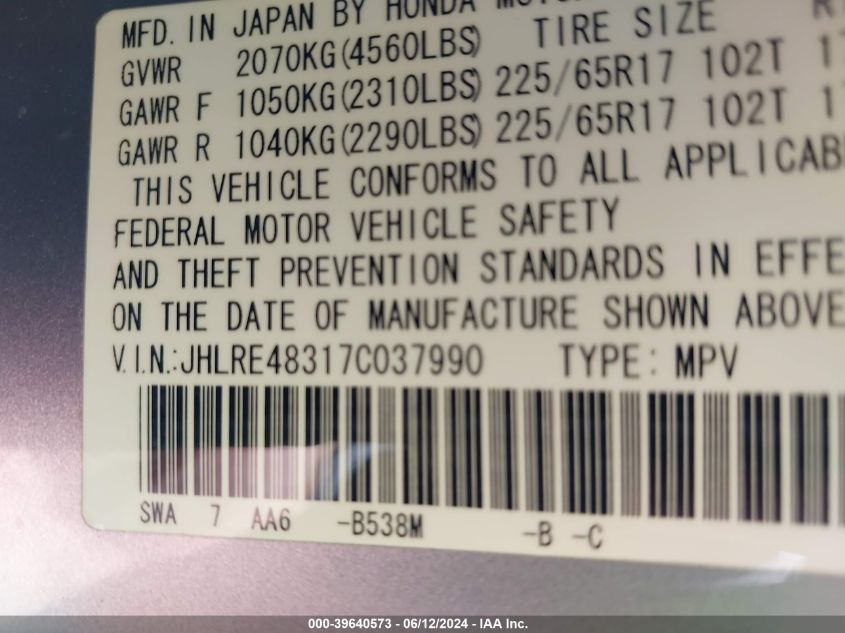 MFD. IN JAPAN BY HONDA
GVWR 2070KG(4560LBS) TIRE SIZE
GAWR F 1050KG(2310LBS) 225/65R17 102T
GAWR R 1040KG(2290LBS) 225/65R17 102T
THIS VEHICLE CONFORMS TO ALL APPLICAB
FEDERAL MOTOR VEHICLE SAFETY
AND THEFT PREVENTION STANDARDS IN EFFE
ON THE DATE OF MANUFACTURE SHOWN ABOVE
V.I.N.:JHLRE48317C037990 TYPE: MPV
SWA 7 AA6 -B538M -B -C
000-39640573 - 06/12/2024 - IAA Inc.